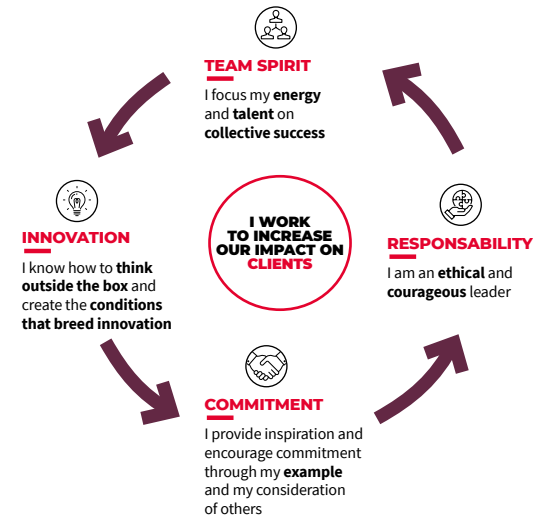 TEAM SPIRIT
I focus my energy
and talent on
collective success
INNOVATION
I know how to think
outside the box and
create the conditions
that breed innovation
I WORK
TO INCREASE
OUR IMPACT ON
CLIENTS
RESPONSABILITY
I am an ethical and
courageous leader
COMMITMENT
I provide inspiration and
encourage commitment
through my example
and my consideration
of others